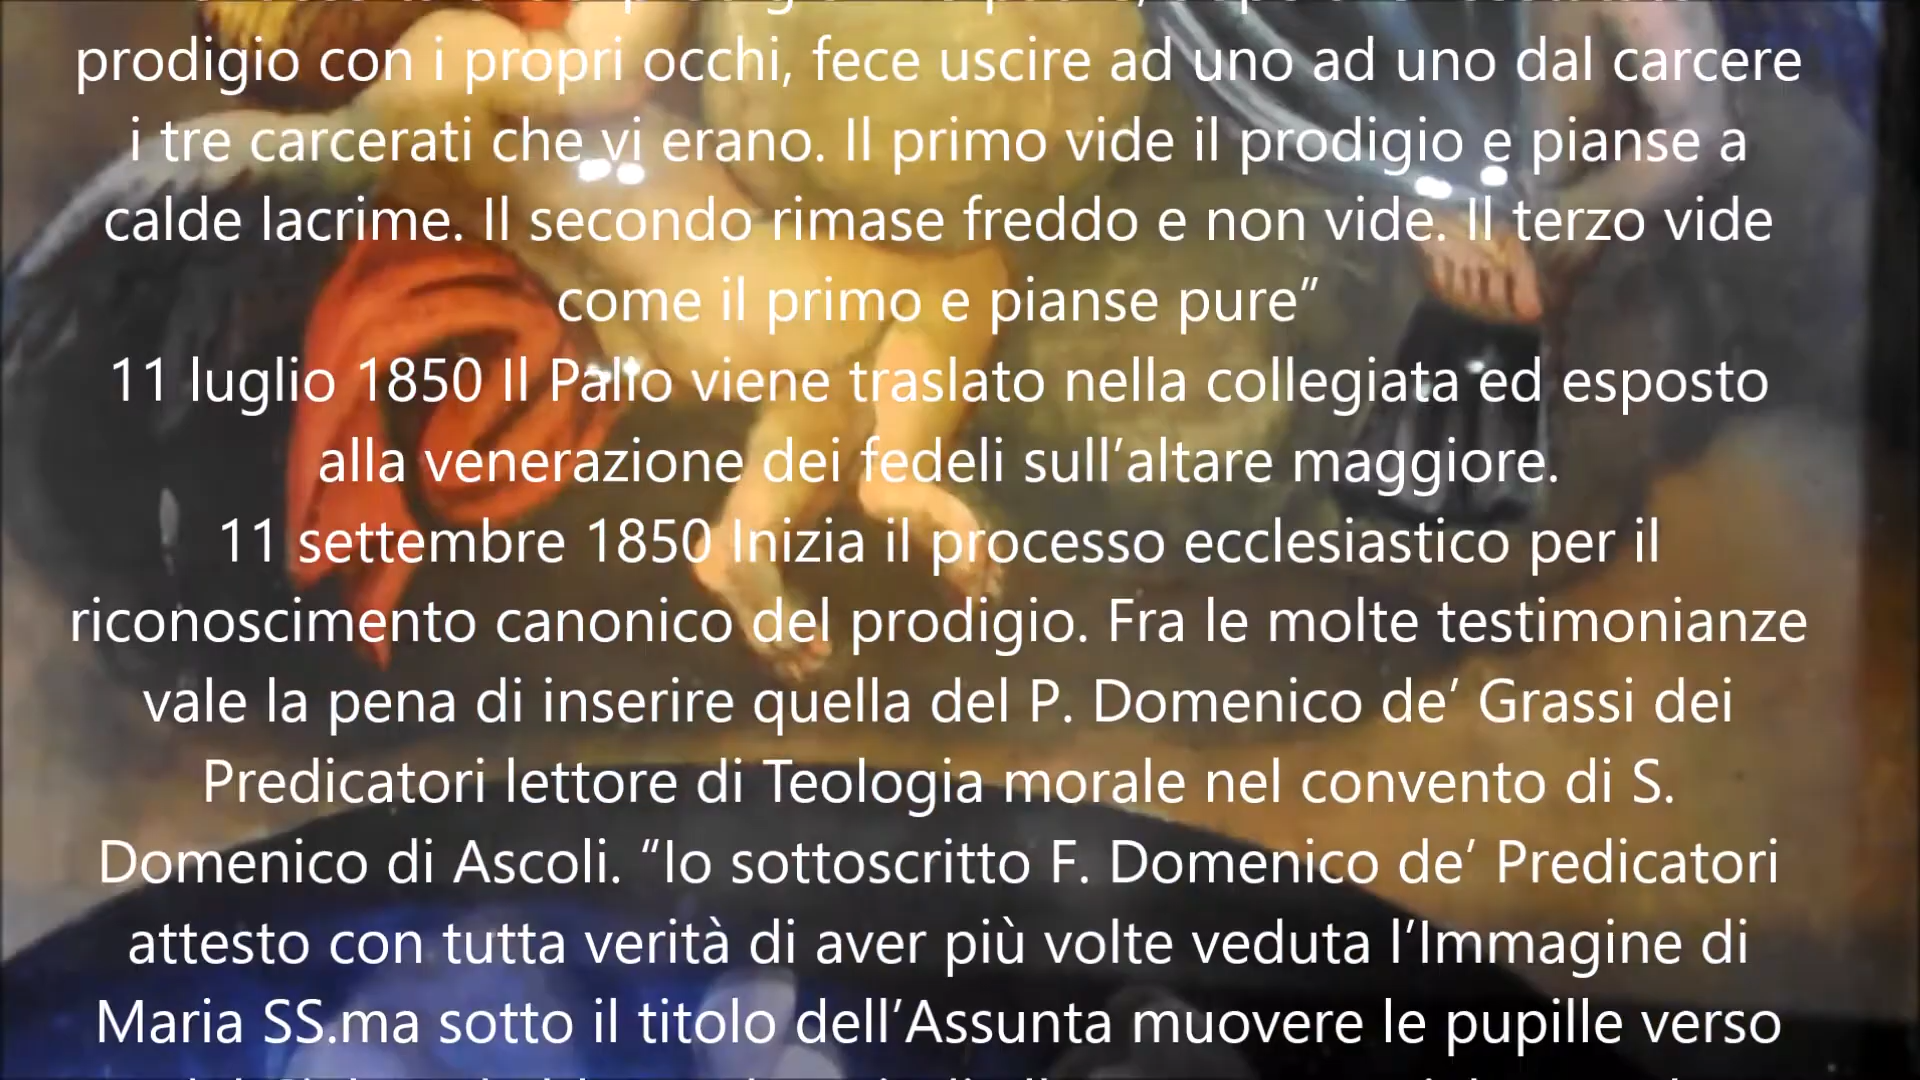 prodigio con i propri occhi, fece uscire ad uno ad uno dal carcere
i tre carcerati che vi erano. Il primo vide il prodigio e pianse a
calde lacrime. Il secondo rimase freddo e non vide. Il terzo vide
come il primo e pianse pure”
11 luglio 1850 Il Palio viene traslato nella collegiata ed esposto
alla venerazione dei fedeli sull’altare maggiore.
11 settembre 1850 Inizia il processo ecclesiastico per il
riconoscimento canonico del prodigio. Fra le molte testimonianze
vale la pena di inserire quella del P. Domenico de’ Grassi dei
Predicatori lettore di Teologia morale nel convento di S.
Domenico di Ascoli. “Io sottoscritto F. Domenico de’ Predicatori
attesto con tutta verità di aver più volte veduta l’Immagine di
Maria SS.ma sotto il titolo dell’Assunta muovere le pupille verso